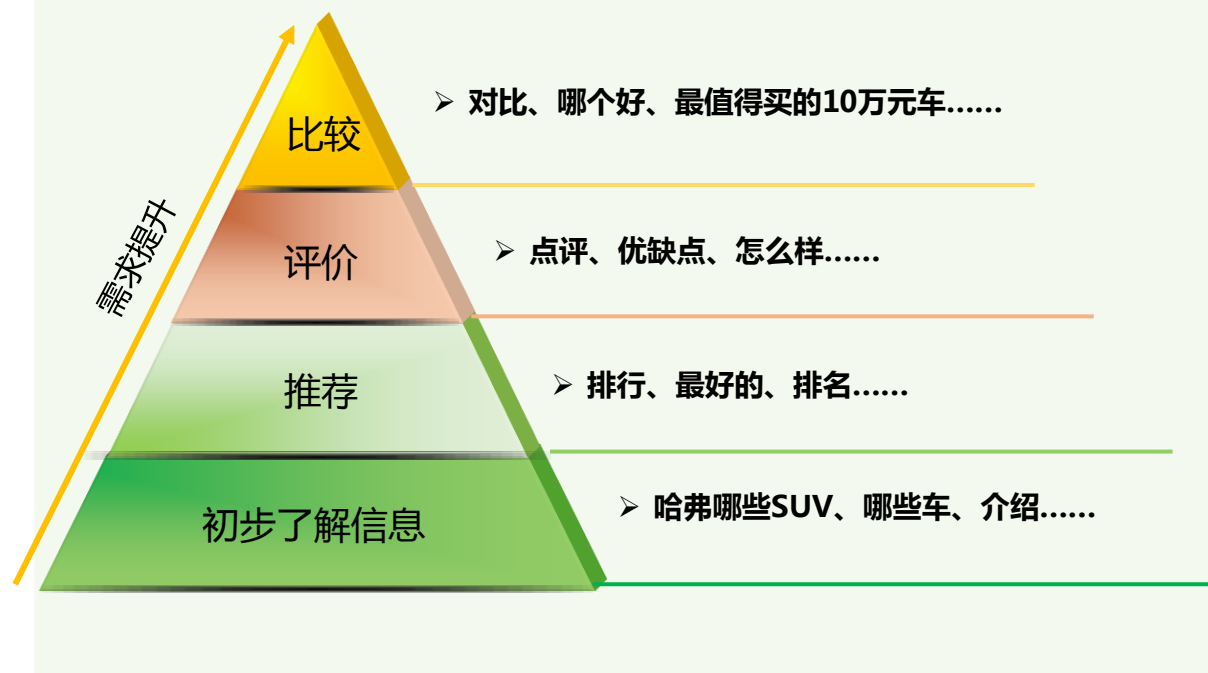 比较
➢ 对比、哪个好、最值得买的10万元车……
需求提升
评价
➢ 点评、优缺点、怎么样……
推荐
➢ 排行、最好的、排名……
初步了解信息
➢ 哈弗哪些SUV、哪些车、介绍……